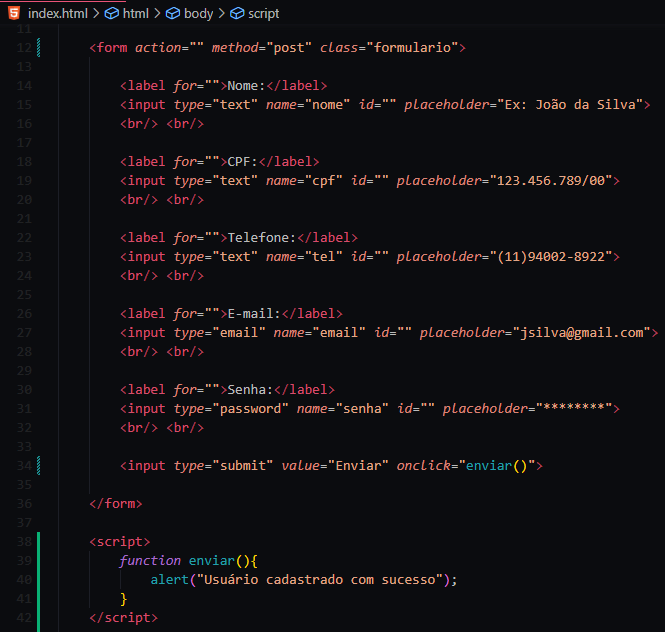 index.html > html > body > script
11
12 <form action="" method="post" class="formulario">
13
14 <label for="">Nome:</label>
15 <input type="text" name="nome" id="" placeholder="Ex: João da Silva">
16 <br/> <br/>
17
18 <label for="">CPF:</label>
19 <input type="text" name="cpf" id="" placeholder="123.456.789/00">
20 <br/> <br/>
21
22 <label for="">Telefone:</label>
23 <input type="text" name="tel" id="" placeholder="(11)94002-8922">
24 <br/> <br/>
25
26 <label for="">E-mail:</label>
27 <input type="email" name="email" id="" placeholder="jsilva@gmail.com">
28 <br/> <br/>
29
30 <label for="">Senha:</label>
31 <input type="password" name="senha" id="" placeholder="********">
32 <br/> <br/>
33
34 <input type="submit" value="Enviar" onclick="enviar()">
35
36 </form>
37
38 <script>
39 function enviar(){
40 alert("Usuário cadastrado com sucesso");
41 }
42 </script>